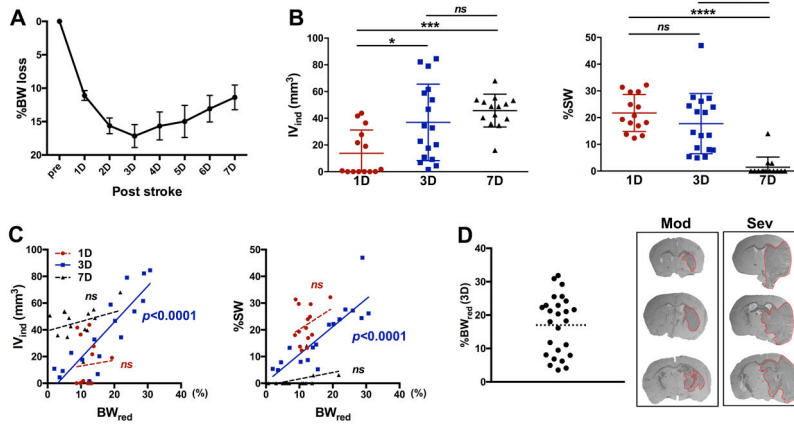 A
%BW loss
0
5
10
15
20
pre
1D
2D
3D
4D
5D
6D
7D
Post stroke
B
IVind (mm3)
100
80
60
40
20
0
*
***
ns
1D
3D
7D
%SW
50
40
30
20
10
0
ns
****
1D
3D
7D
C
1D
3D
7D
IVind (mm3)
100
80
60
40
20
0
ns
p<0.0001
ns
0
10
20
30
40
(%)
BWred
%SW
50
40
30
20
10
0
ns
p<0.0001
ns
0
10
20
30
40
(%)
BWred
D
%BWred (3D)
40
30
20
10
0
Mod
Sev